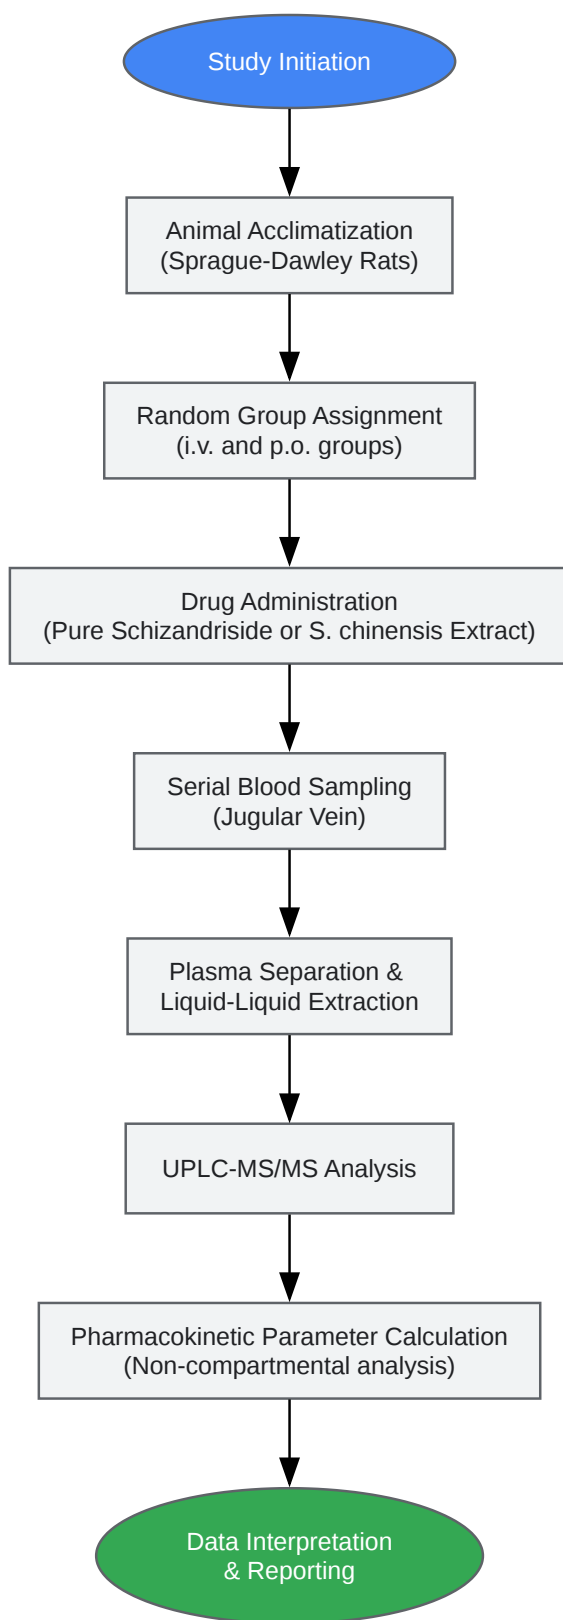 Study Initiation
Animal Acclimatization
(Sprague-Dawley Rats)
Random Group Assignment
(i.v. and p.o. groups)
Drug Administration
(Pure Schizandriside or S. chinensis Extract)
Serial Blood Sampling
(Jugular Vein)
Plasma Separation &
Liquid-Liquid Extraction
UPLC-MS/MS Analysis
Pharmacokinetic Parameter Calculation
(Non-compartmental analysis)
Data Interpretation
& Reporting